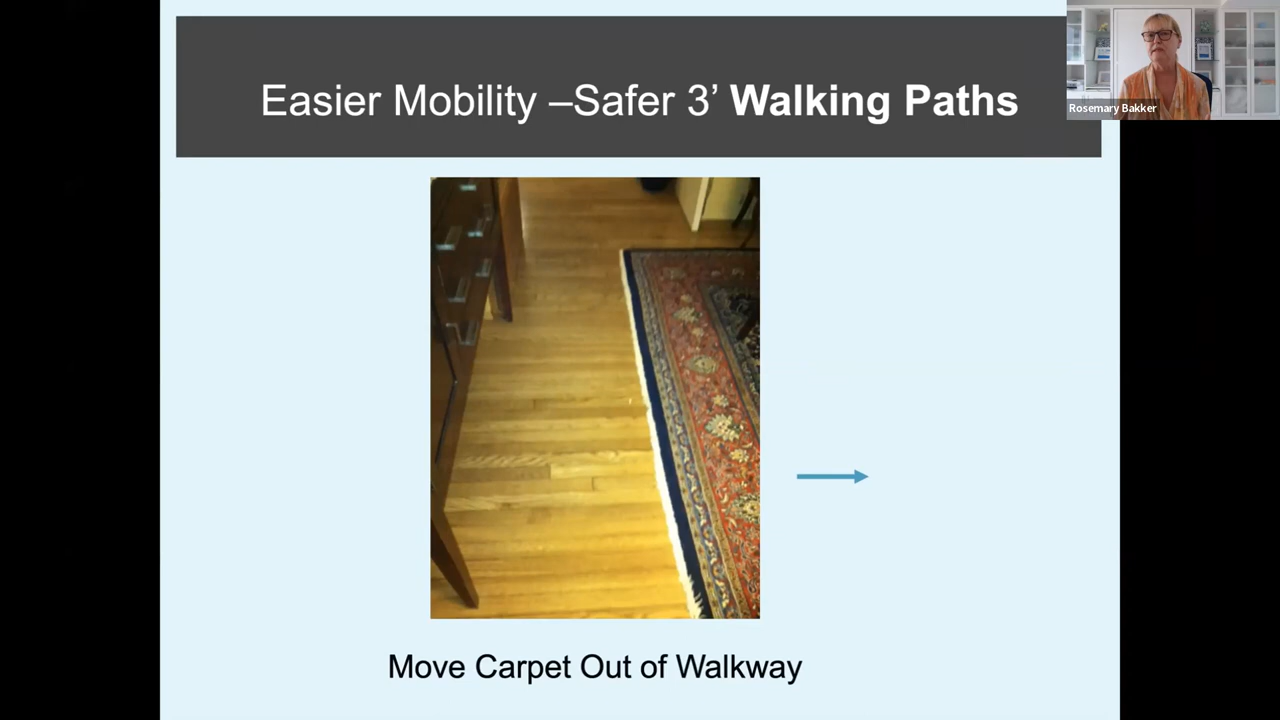 Easier Mobility –Safer 3’ Walking Paths
Rosemary Bakker
Move Carpet Out of Walkway